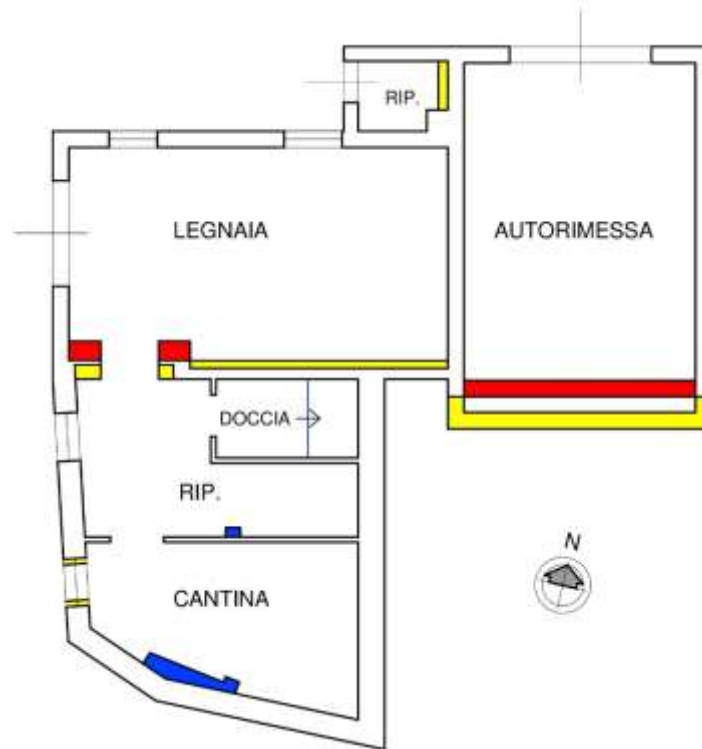 RIP.
LEGNAIA
AUTORIMESSA
DOCCIA
RIP.
N
CANTINA